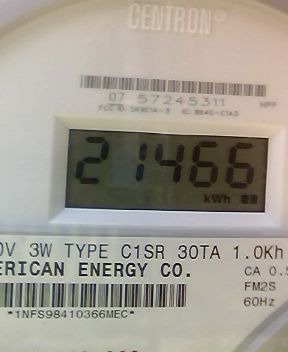 CENTRON®
07 57245311
21466
kWh
0V 3W TYPE C1SR 30TA 1.0Kh
ERICAN ENERGY CO.
CA 0.5
FM2S
60Hz
*1NFS98410366MEC*